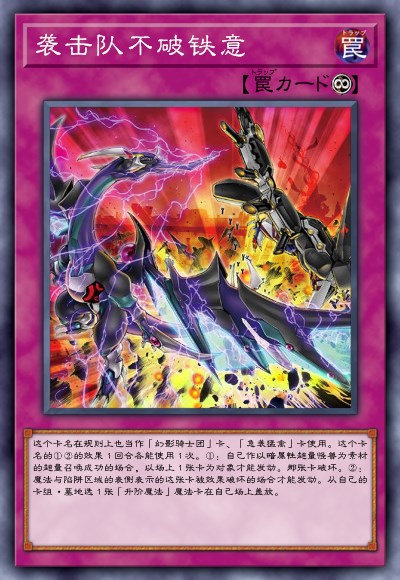 袭击队不破铁意
トラップ
罠
【罠カード】
トラップ
这个卡名在规则上也当作「幻影骑士团」卡、「急袭猛禽」卡使用。这个卡名
的①②的效果1回合各能使用1次。①：自己作以暗属性超量怪兽为素材
的超量召唤成功的场合，以场上1张卡为对象才能发动。那张卡破坏。②：
魔法与陷阱区域的表侧表示的这张卡被效果破坏的场合才能发动。从自己的
卡组·墓地选1张「升阶魔法」魔法卡在自己场上盖放。